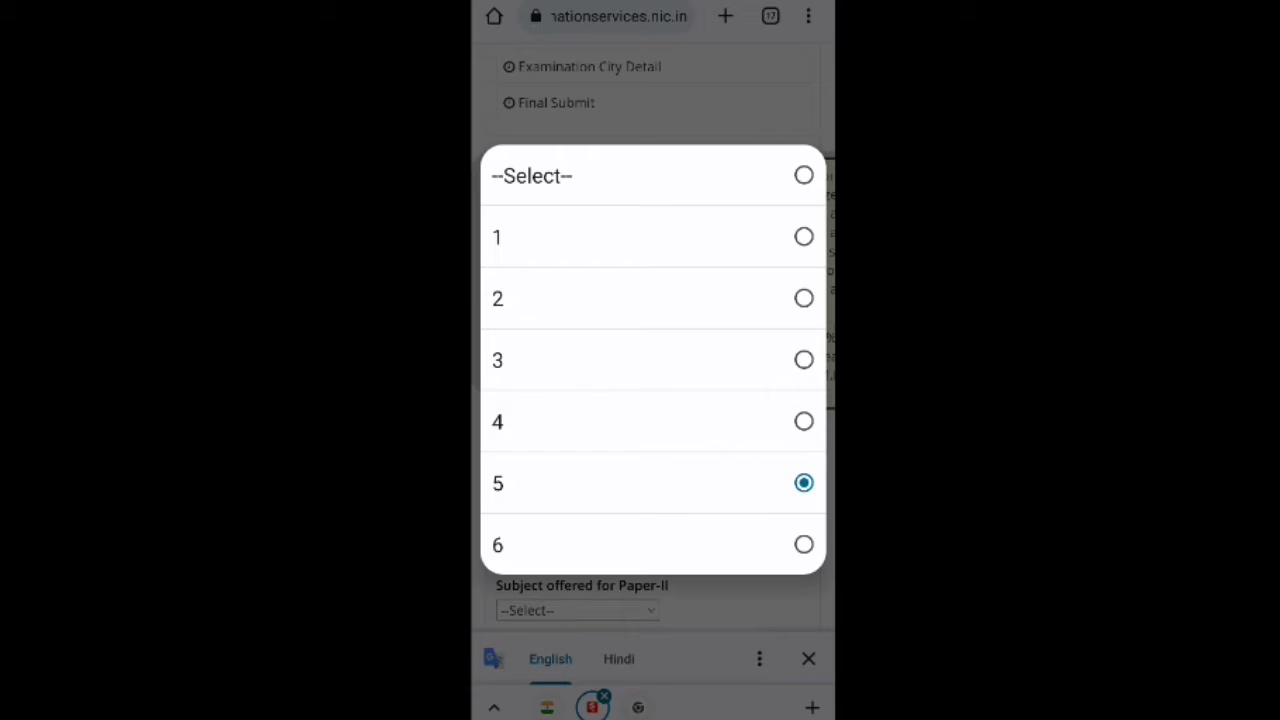 nationservices.nic.in
17
Examination City Detail
Final Submit
--Select--
1
2
3
4
5
6
Subject offered for Paper-II
--Select--
English Hindi